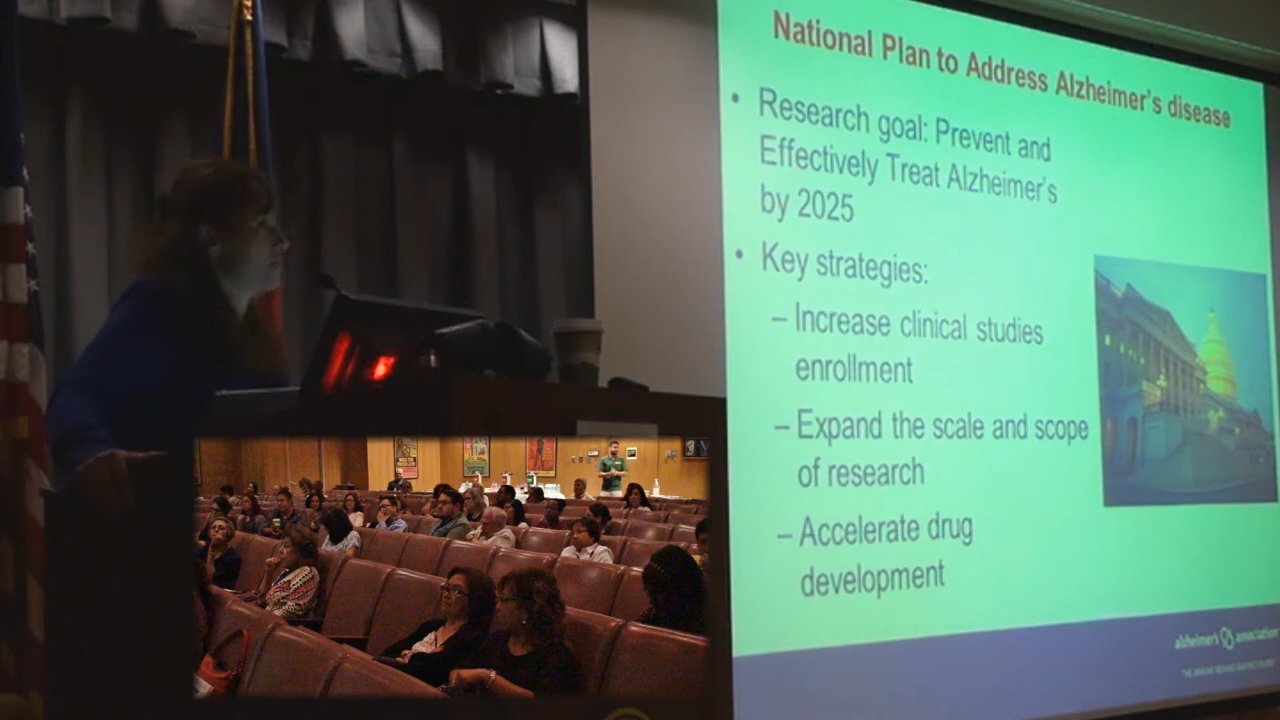 National Plan to Address Alzheimer's disease
• Research goal: Prevent and
Effectively Treat Alzheimer's
by 2025
• Key strategies:
– Increase clinical studies
enrollment
– Expand the scale and scope
of research
– Accelerate drug
development
alzheimer's association